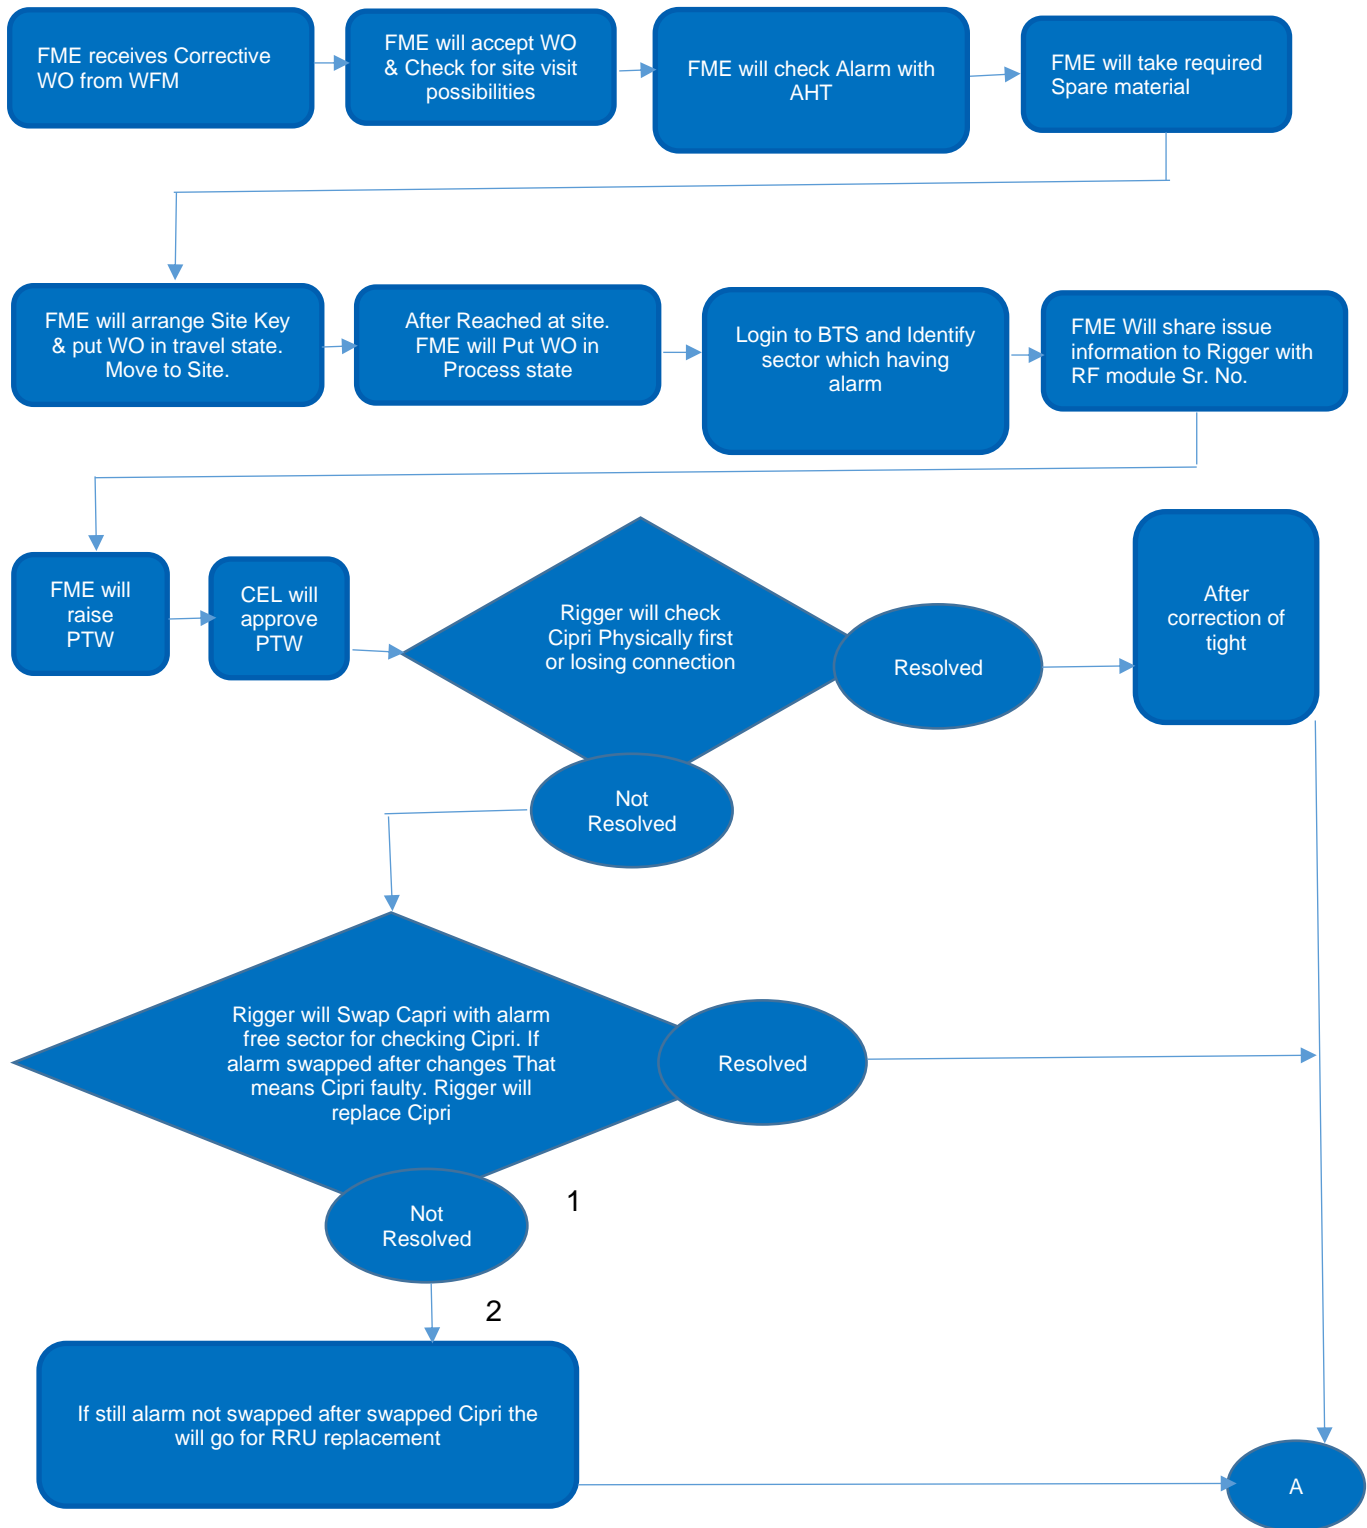 FME receives Corrective
WO from WFM
FME will accept WO
& Check for site visit
possibilities
FME will check Alarm with
AHT
FME will take required
Spare material
FME will arrange Site Key
& put WO in travel state.
Move to Site.
After Reached at site.
FME will Put WO in
Process state
Login to BTS and Identify
sector which having
alarm
FME Will share issue
information to Rigger with
RF module Sr. No.
FME will
raise
PTW
CEL will
approve
PTW
Rigger will check
Cipri Physically first
or losing connection
Resolved
After
correction of
tight
Not
Resolved
Rigger will Swap Capri with alarm
free sector for checking Cipri. If
alarm swapped after changes That
means Cipri faulty. Rigger will
replace Cipri
Resolved
Not
Resolved
1
2
If still alarm not swapped after swapped Cipri the
will go for RRU replacement
A